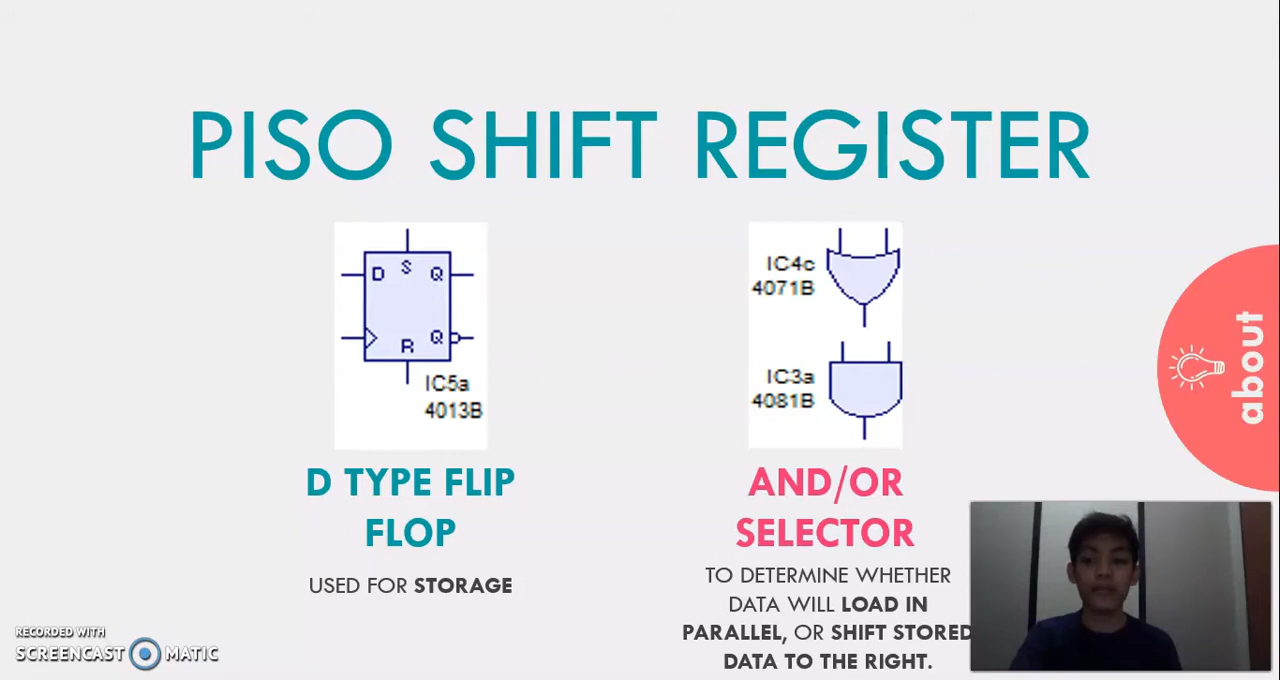 PISO SHIFT REGISTER
D
S
Q
Q
R
IC5a
4013B
IC4c
4071B
IC3a
4081B
D TYPE FLIP
FLOP
USED FOR STORAGE
AND/OR
SELECTOR
TO DETERMINE WHETHER
DATA WILL LOAD IN
PARALLEL, OR SHIFT STORED
DATA TO THE RIGHT.
about
RECORDED WITH
SCREENCAST MATIC